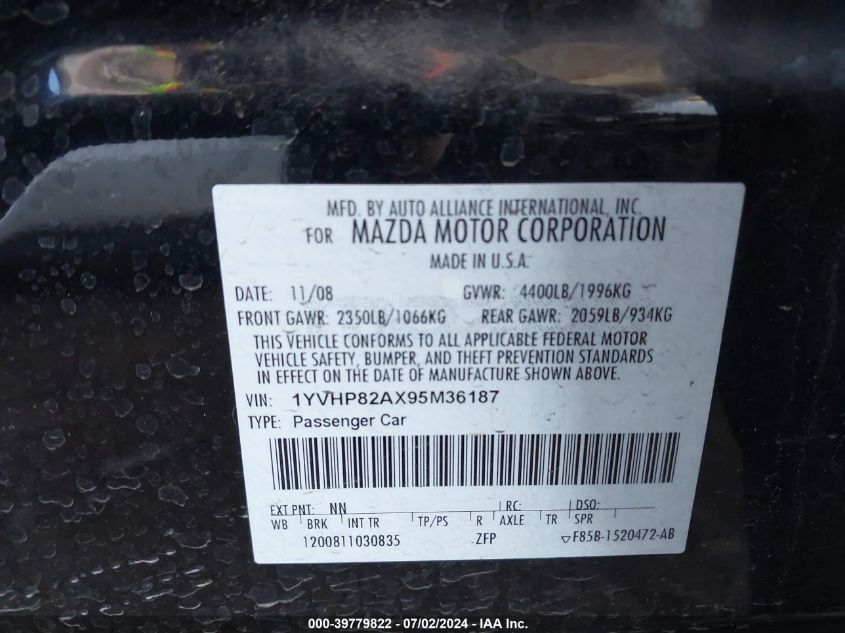 MFD. BY AUTO ALLIANCE INTERNATIONAL, INC.
FOR MAZDA MOTOR CORPORATION
MADE IN U.S.A.
DATE: 11/08 GVWR: 4400LB/1996KG
FRONT GAWR: 2350LB/1066KG REAR GAWR: 2059LB/934KG
THIS VEHICLE CONFORMS TO ALL APPLICABLE FEDERAL MOTOR
VEHICLE SAFETY, BUMPER, AND THEFT PREVENTION STANDARDS
IN EFFECT ON THE DATE OF MANUFACTURE SHOWN ABOVE.
VIN: 1YVHP82AX95M36187
TYPE: Passenger Car
EXT PNT: NN RC: DSO:
WB BRK INT TR TP/PS R AXLE TR SPR
1200811030835 ZFP ▽F85B-1520472-AB
000-39779822 - 07/02/2024 - IAA Inc.